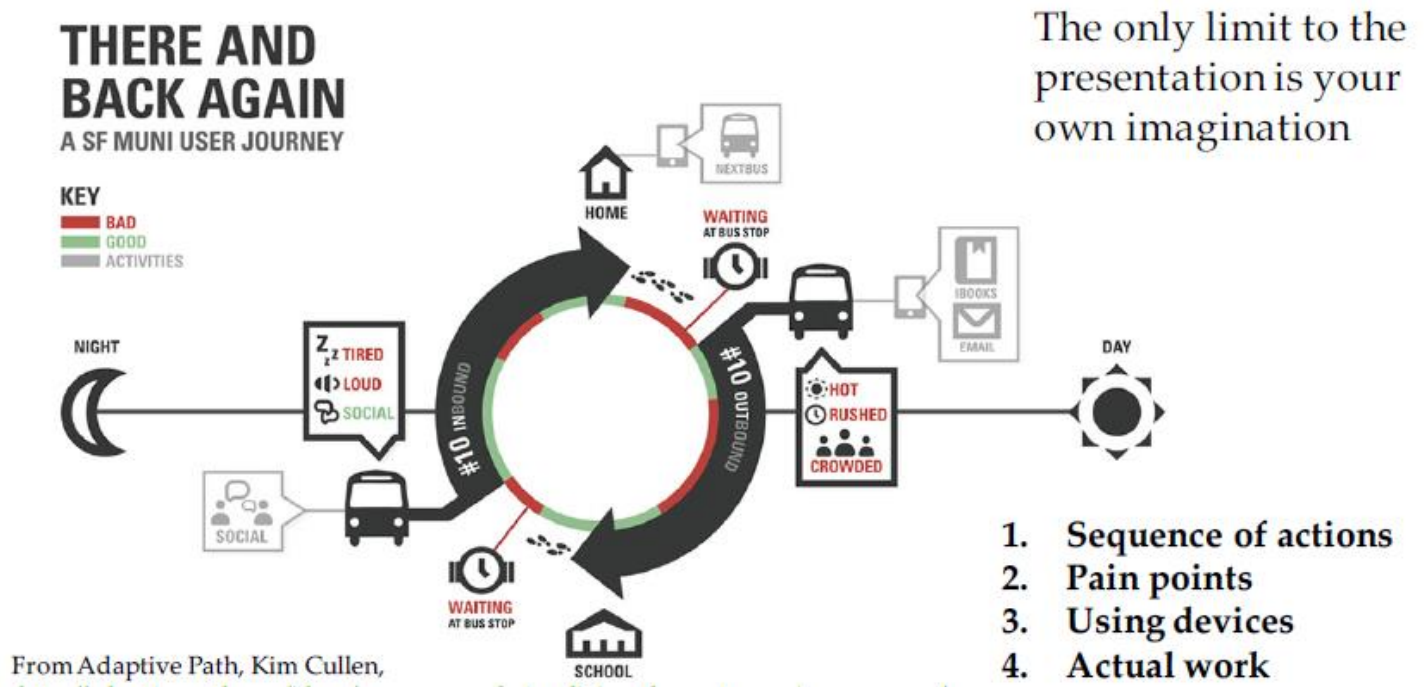 THERE AND
BACK AGAIN
A SF MUNI USER JOURNEY
KEY
BAD
GOOD
ACTIVITIES
The only limit to the
presentation is your
own imagination
NEXTBUS
HOME
WAITING
AT BUS STOP
IBOOKS
EMAIL
NIGHT
Z z z TIRED
LOUD
SOCIAL
#10 INBOUND
#10 OUTBOUND
HOT
RUSHED
CROWDED
DAY
SOCIAL
WAITING
AT BUS STOP
SCHOOL
1. Sequence of actions
2. Pain points
3. Using devices
4. Actual work
From Adaptive Path, Kim Cullen,